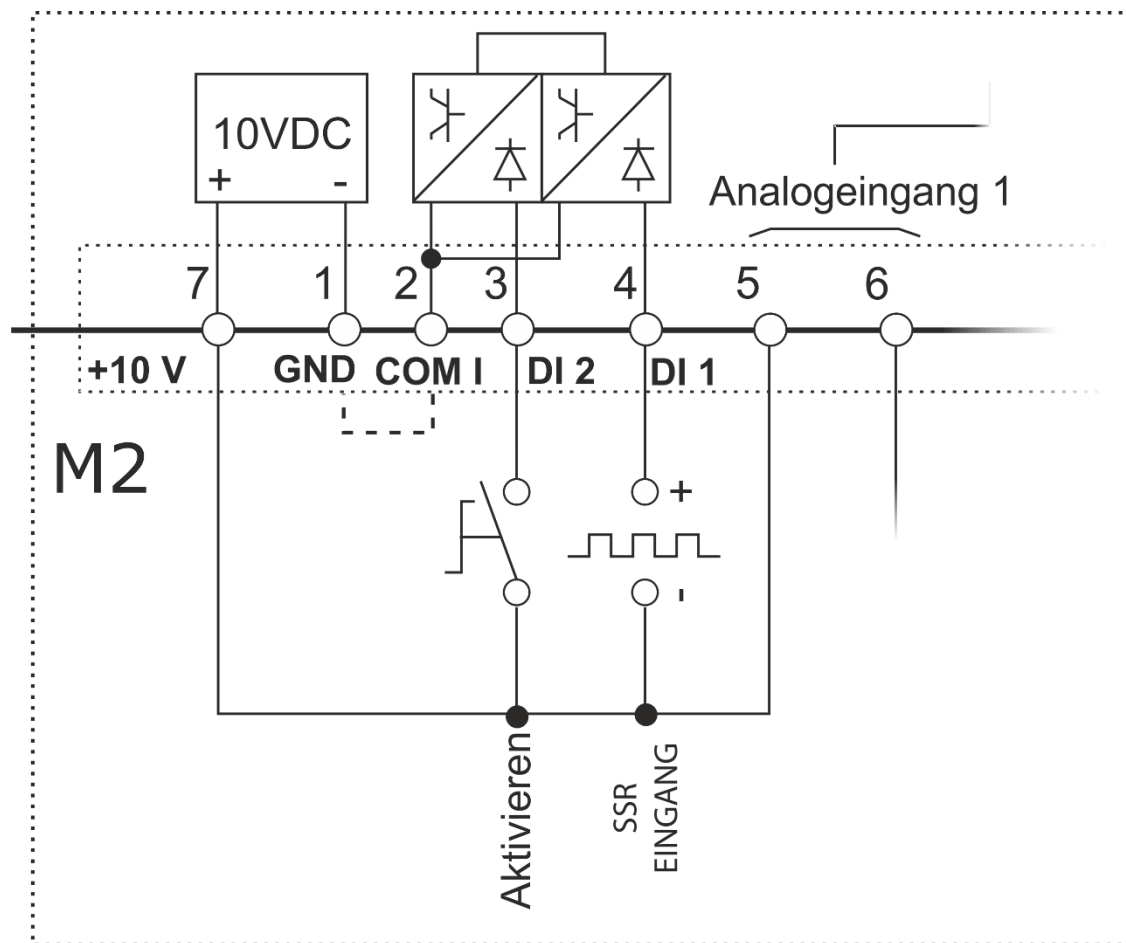 10VDC
+ -
Analogeingang 1
7 1 2 3 4 5 6
+10 V GND COM I DI 2 DI 1
M2
+
-
Aktivieren
SSR
EINGANG